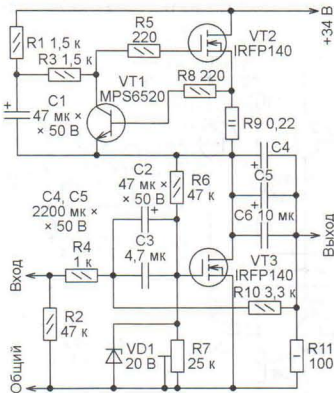 +34 В
R1 1,5 к
R3 1,5 к
R5
220
VT2
IRFP140
VT1
MPS6520
R8 220
C1
47 мк ×
× 50 В
R9 0,22
C2
47 мк ×
× 50 В
R6
47 к
C4
C5
C4, C5
2200 мк ×
× 50 В
C6 10 мк
Выход
R4
1 к
C3
4,7 мк
VT3
IRFP140
Вход
R10 3,3 к
R2
47 к
VD1
20 В
R7
25 к
R11
100
Общий